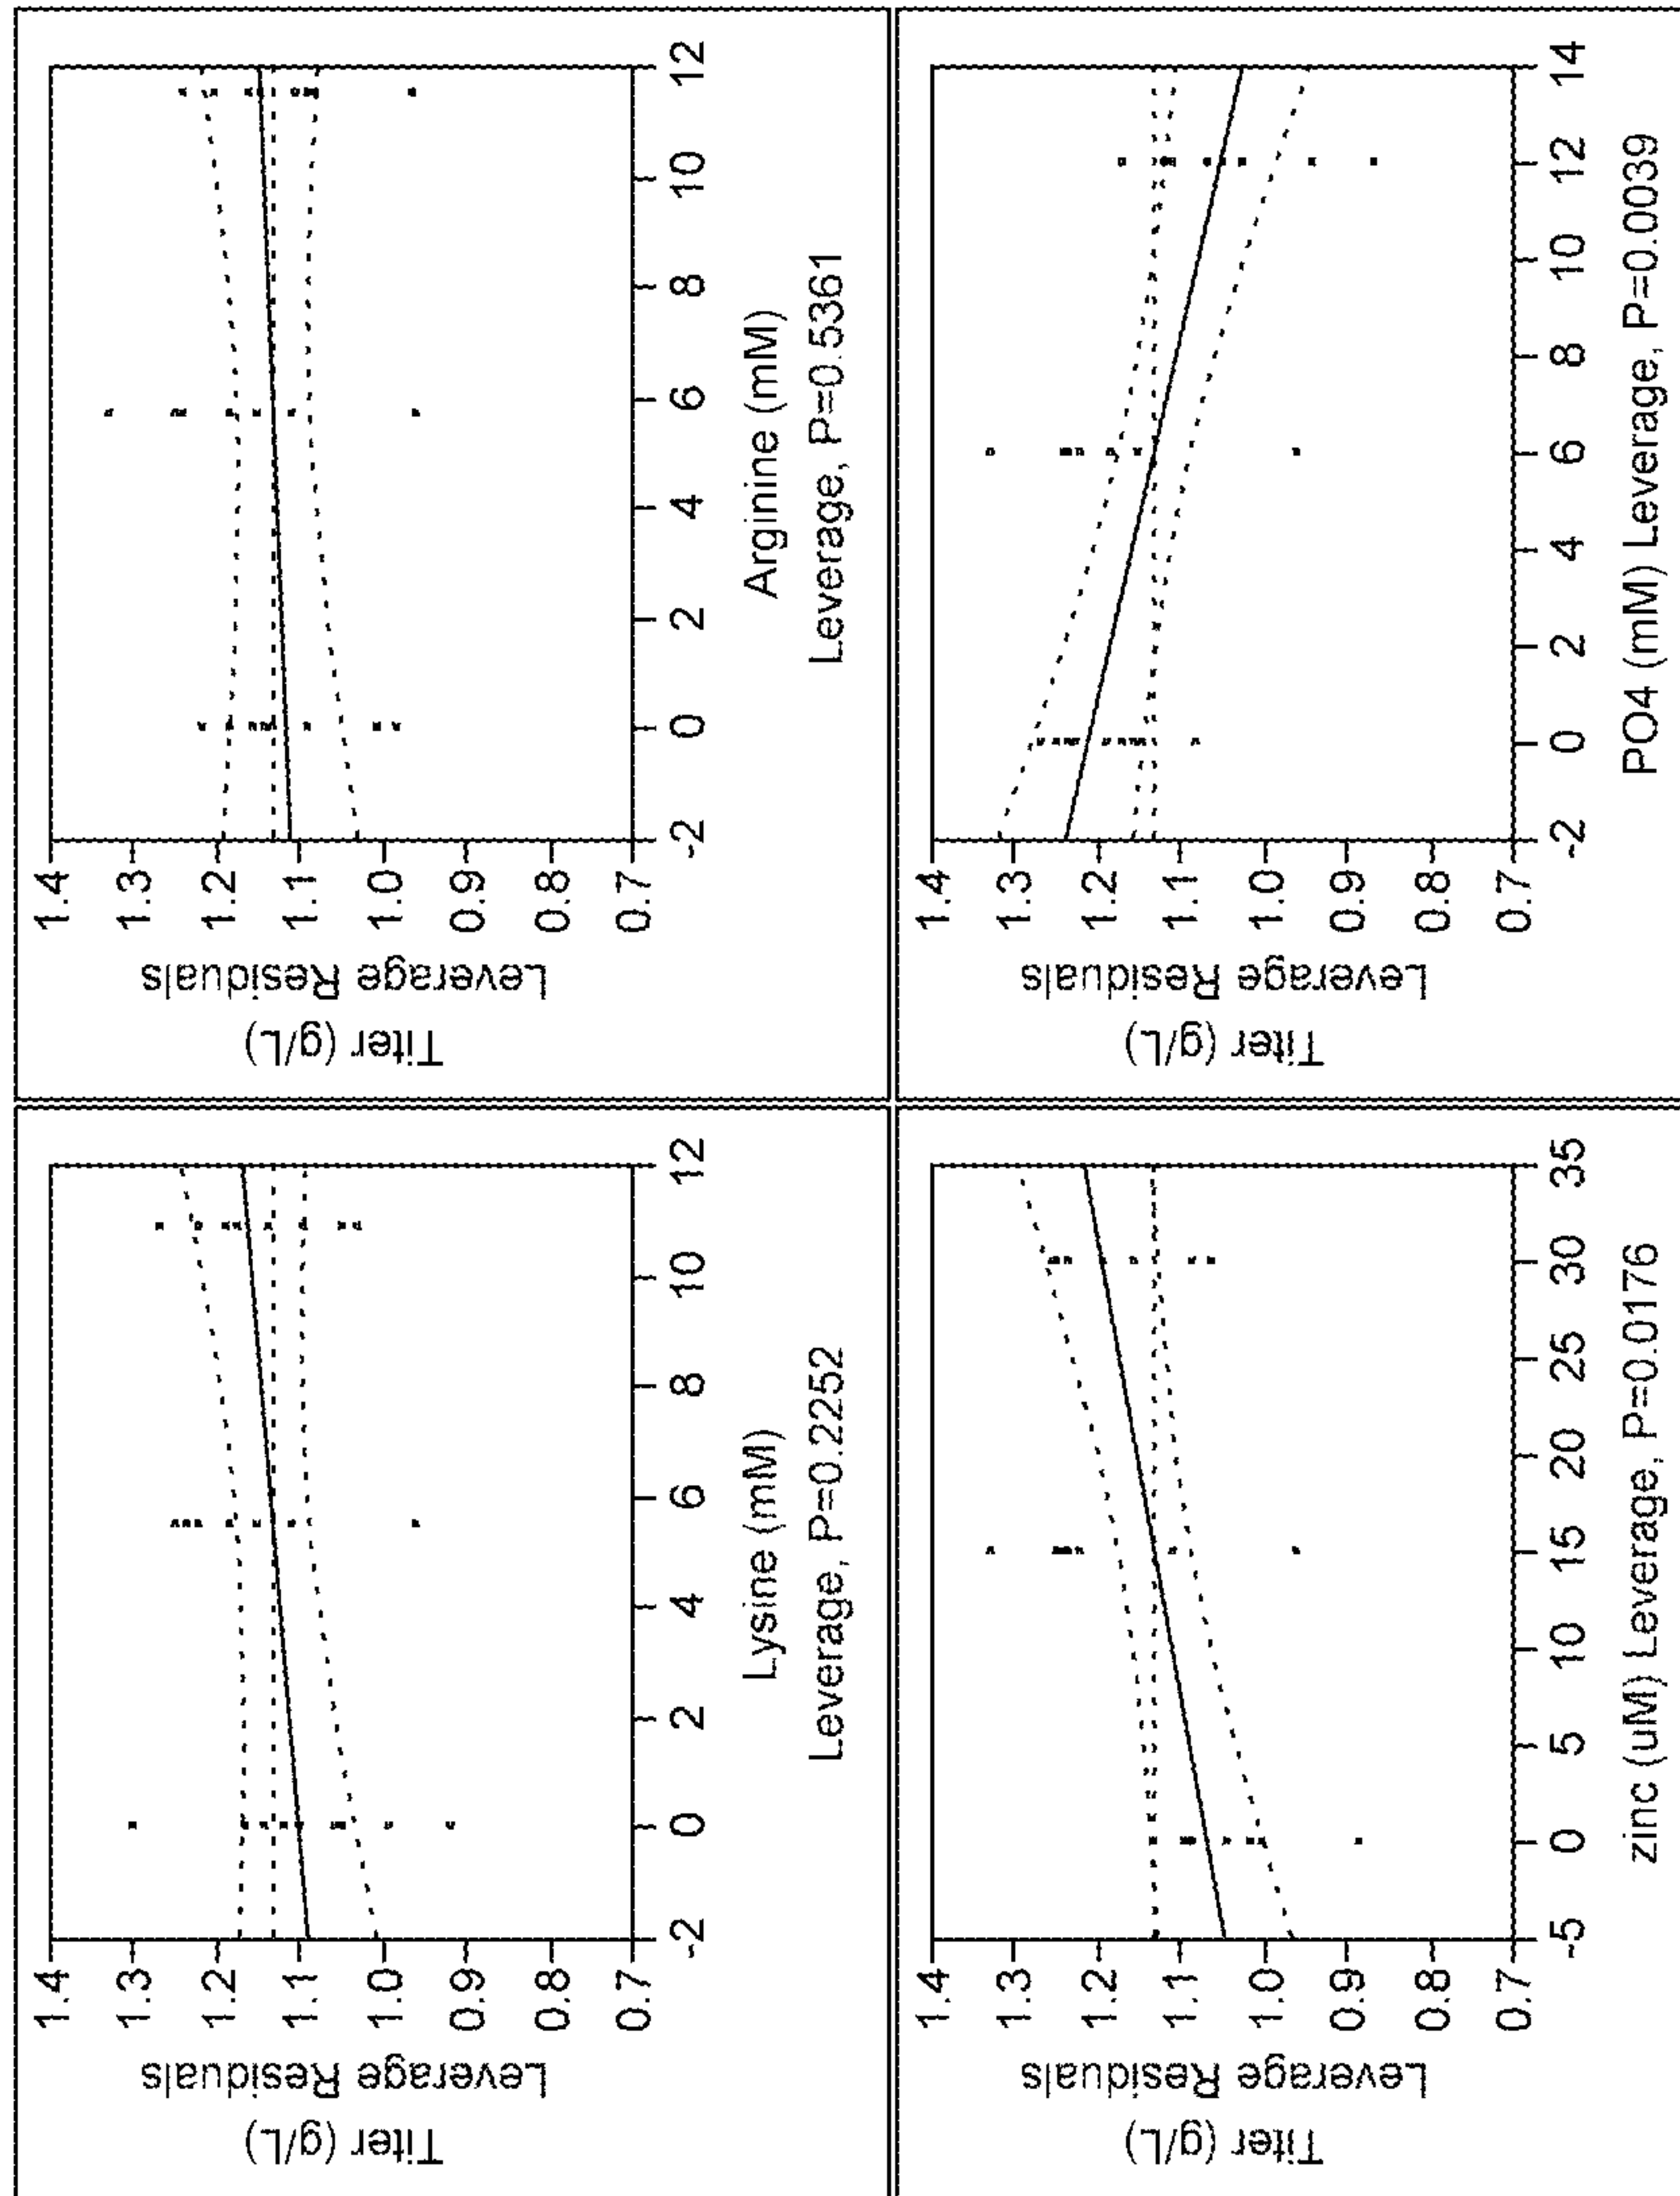 Titer (g/L)
Leverage Residuals
1.4
1.3
1.2
1.1
1.0
0.9
0.8
0.7
-2 0 2 4 6 8 10 12
Lysine (mM)
Leverage, P=0.2252
Titer (g/L)
Leverage Residuals
1.4
1.3
1.2
1.1
1.0
0.9
0.8
0.7
-2 0 2 4 6 8 10 12
Arginine (mM)
Leverage, P=0.5361
Titer (g/L)
Leverage Residuals
1.4
1.3
1.2
1.1
1.0
0.9
0.8
0.7
-5 0 5 10 15 20 25 30 35
zinc (uM) Leverage, P=0.0176
Titer (g/L)
Leverage Residuals
1.4
1.3
1.2
1.1
1.0
0.9
0.8
0.7
-2 0 2 4 6 8 10 12 14
PO4 (mM) Leverage, P=0.0039